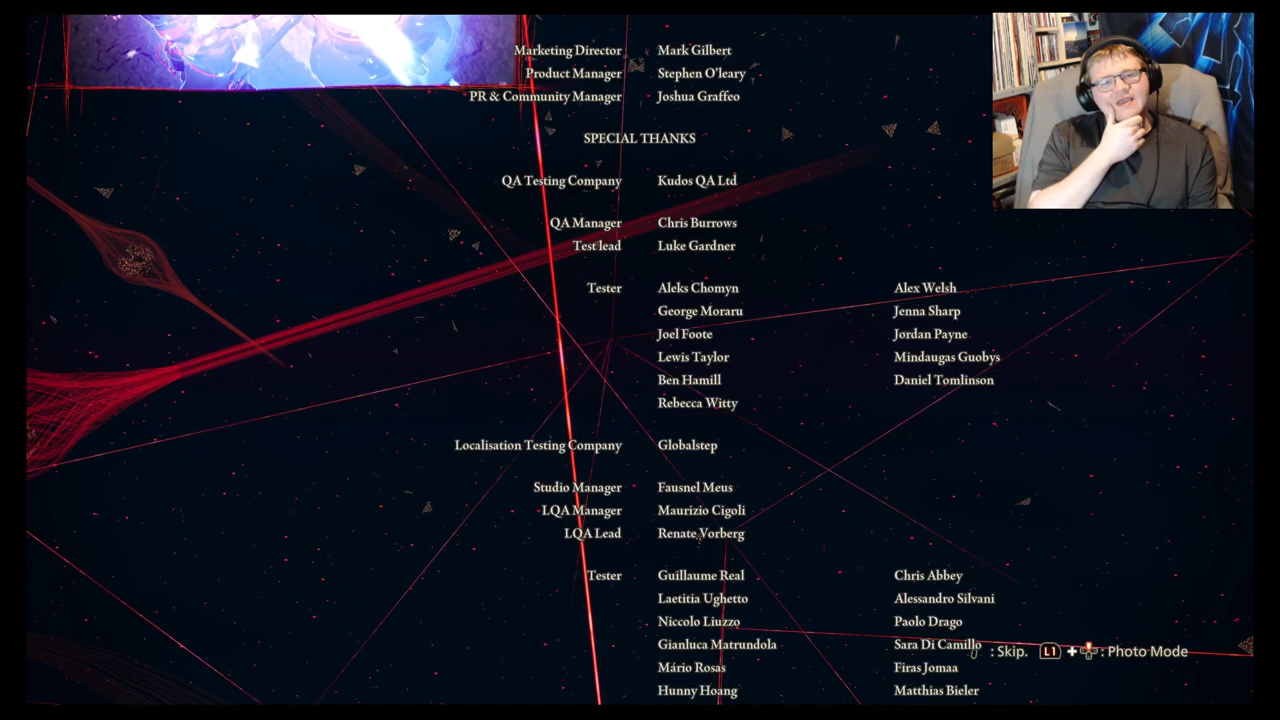 Marketing Director Mark Gilbert
Product Manager Stephen O'leary
PR & Community Manager Joshua Graffeo
SPECIAL THANKS
QA Testing Company Kudos QA Ltd
QA Manager Chris Burrows
Test lead Luke Gardner
Tester Aleks Chomyn Alex Welsh
George Moraru Jenna Sharp
Joel Foote Jordan Payne
Lewis Taylor Mindaugas Guobys
Ben Hamill Daniel Tomlinson
Rebecca Witty
Localisation Testing Company Globalstep
Studio Manager Fausnel Meus
LQA Manager Maurizio Cigoli
LQA Lead Renate Vorberg
Tester Guillaume Real Chris Abbey
Laetitia Ughetto Alessandro Silvani
Niccolo Liuzzo Paolo Drago
Gianluca Matrundola Sara Di Camillo
: Skip. L1 + : Photo Mode
Mário Rosas Firas Jomaa
Hunny Hoang Matthias Bieler